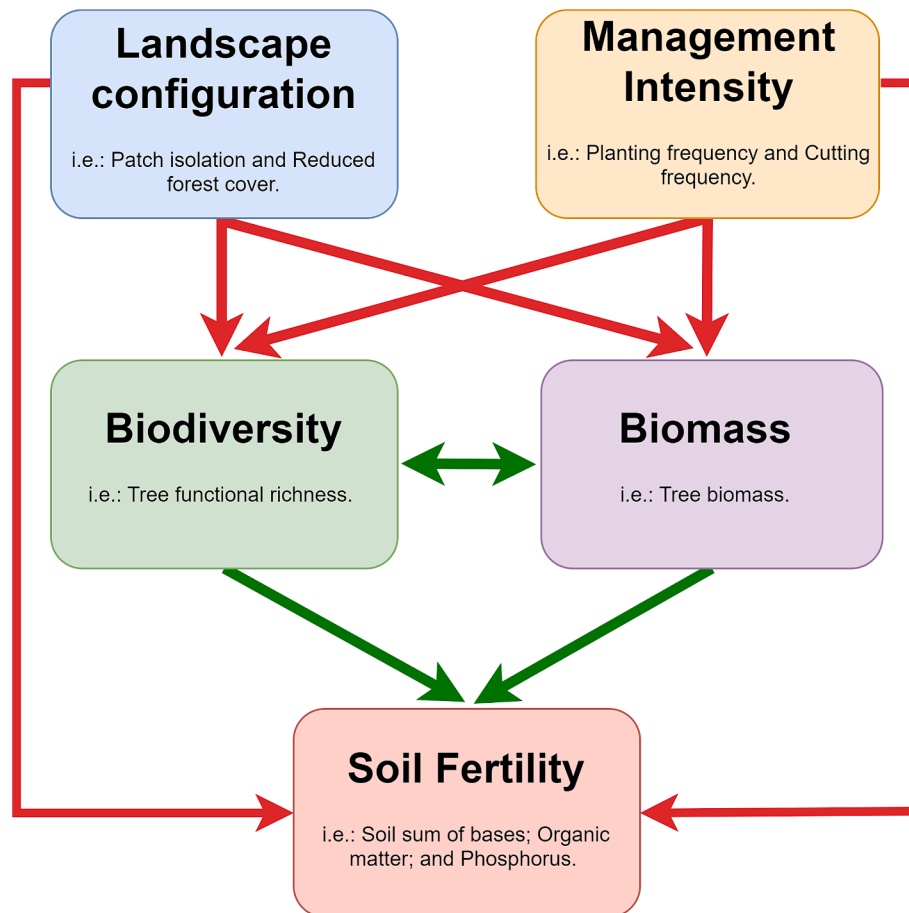 Landscape
configuration
i.e.: Patch isolation and Reduced
forest cover.
Management
Intensity
i.e.: Planting frequency and Cutting
frequency.
Biodiversity
i.e.: Tree functional richness.
Biomass
i.e.: Tree biomass.
Soil Fertility
i.e.: Soil sum of bases; Organic
matter; and Phosphorus.